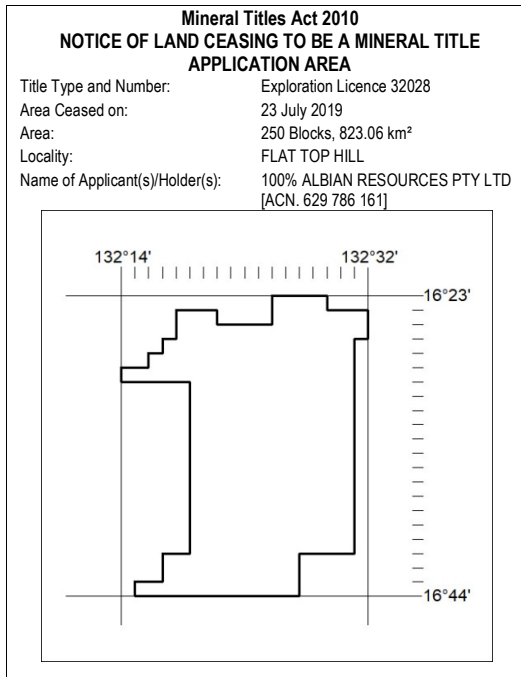 Mineral Titles Act 2010
NOTICE OF LAND CEASING TO BE A MINERAL TITLE
APPLICATION AREA
Title Type and Number: Exploration Licence 32028
Area Ceased on: 23 July 2019
Area: 250 Blocks, 823.06 km²
Locality: FLAT TOP HILL
Name of Applicant(s)/Holder(s): 100% ALBIAN RESOURCES PTY LTD
[ACN. 629 786 161]
132°14' 132°32'
16°23'
16°44'